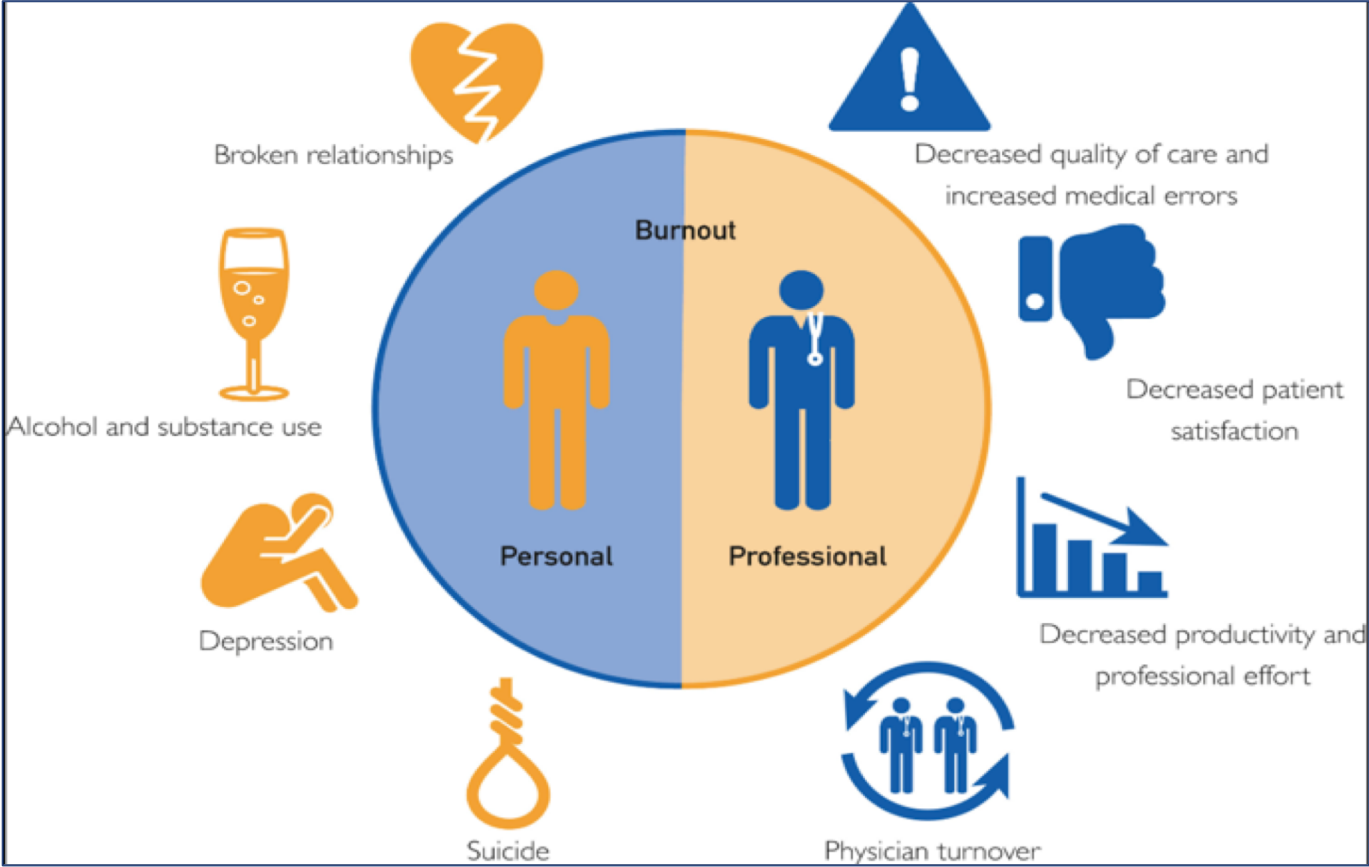 Broken relationships
Decreased quality of care and
increased medical errors
Burnout
Alcohol and substance use
Decreased patient
satisfaction
Personal
Professional
Depression
Decreased productivity and
professional effort
Suicide
Physician turnover